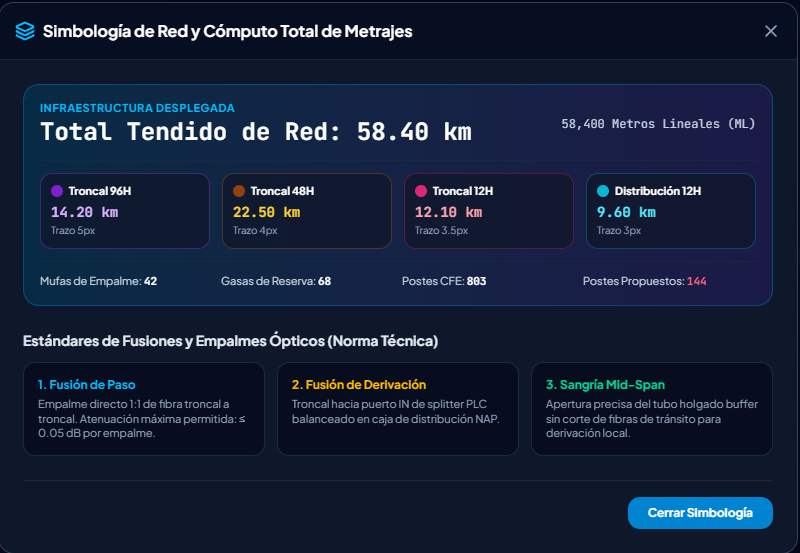 Simbología de Red y Cómputo Total de Metrajes
INFRAESTRUCTURA DESPLEGADA
Total Tendido de Red: 58.40 km
58,400 Metros Lineales (ML)
Troncal 96H
14.20 km
Trazo 5px
Troncal 48H
22.50 km
Trazo 4px
Troncal 12H
12.10 km
Trazo 3.5px
Distribución 12H
9.60 km
Trazo 3px
Mufas de Empalme: 42
Gasas de Reserva: 68
Postes CFE: 803
Postes Propuestos: 144
Estándares de Fusiones y Empalmes Ópticos (Norma Técnica)
1. Fusión de Paso
Empalme directo 1:1 de fibra troncal a
troncal. Atenuación máxima permitida: ≤
0.05 dB por empalme.
2. Fusión de Derivación
Troncal hacia puerto IN de splitter PLC
balanceado en caja de distribución NAP.
3. Sangría Mid-Span
Apertura precisa del tubo holgado buffer
sin corte de fibras de tránsito para
derivación local.
Cerrar Simbología